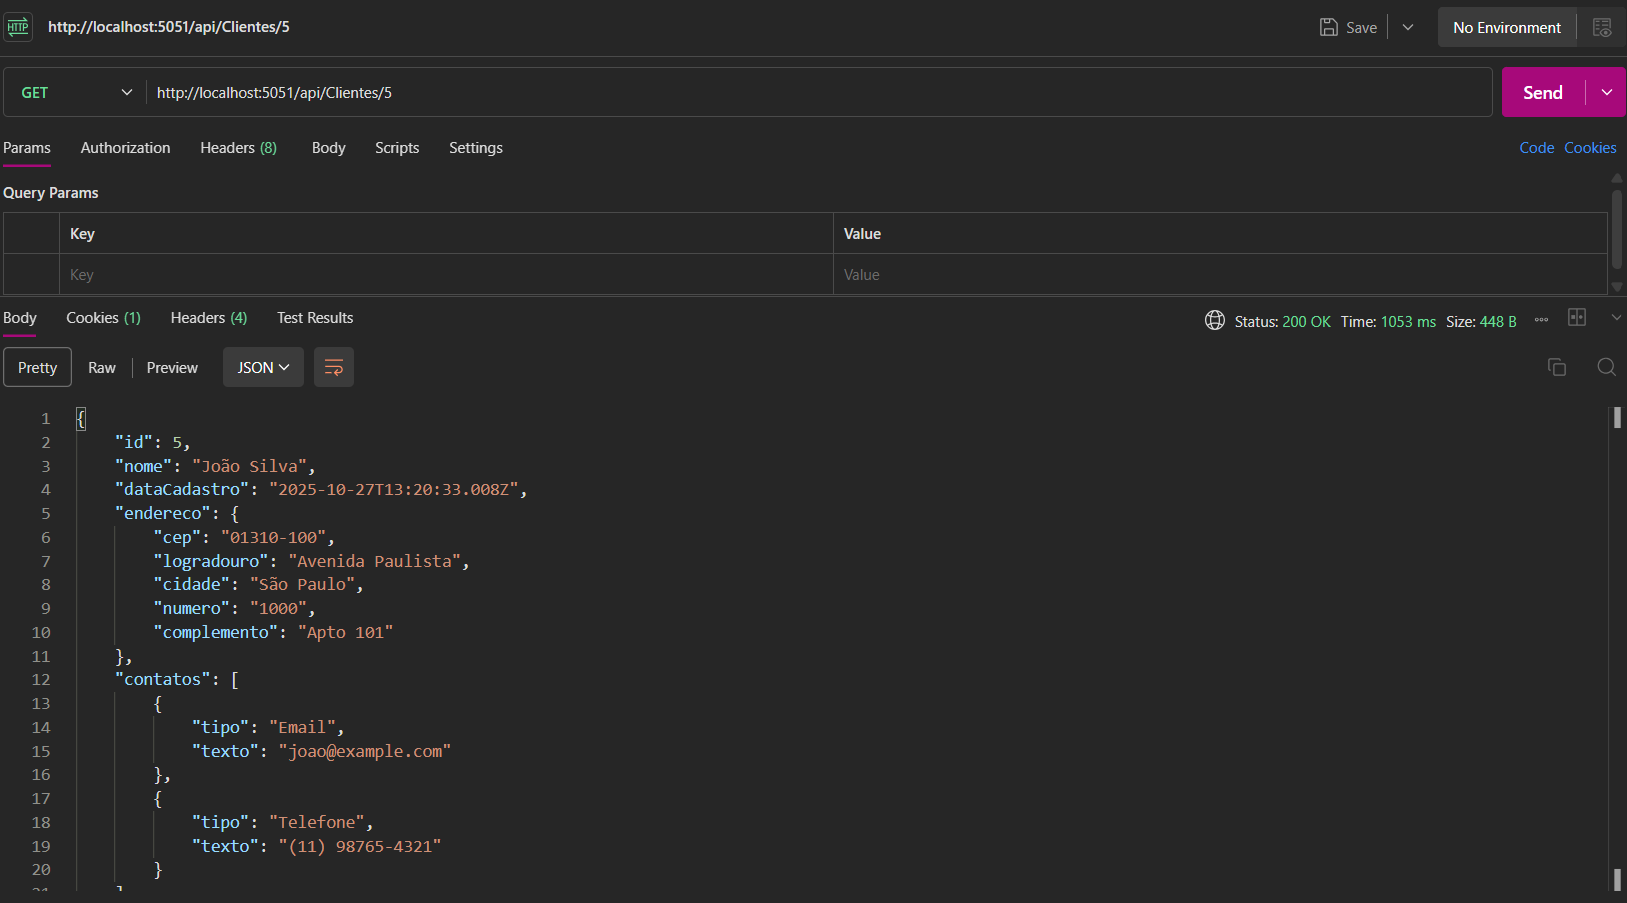 HTTP http://localhost:5051/api/Clientes/5 Save No Environment
GET http://localhost:5051/api/Clientes/5 Send
Params Authorization Headers (8) Body Scripts Settings Code Cookies
Query Params
Key Value
Key Value
Body Cookies (1) Headers (4) Test Results Status: 200 OK Time: 1053 ms Size: 448 B
Pretty Raw Preview JSON
1 {
2 "id": 5,
3 "nome": "João Silva",
4 "dataCadastro": "2025-10-27T13:20:33.008Z",
5 "endereco": {
6 "cep": "01310-100",
7 "logradouro": "Avenida Paulista",
8 "cidade": "São Paulo",
9 "numero": "1000",
10 "complemento": "Apto 101"
11 },
12 "contatos": [
13 {
14 "tipo": "Email",
15 "texto": "joao@example.com"
16 },
17 {
18 "tipo": "Telefone",
19 "texto": "(11) 98765-4321"
20 }